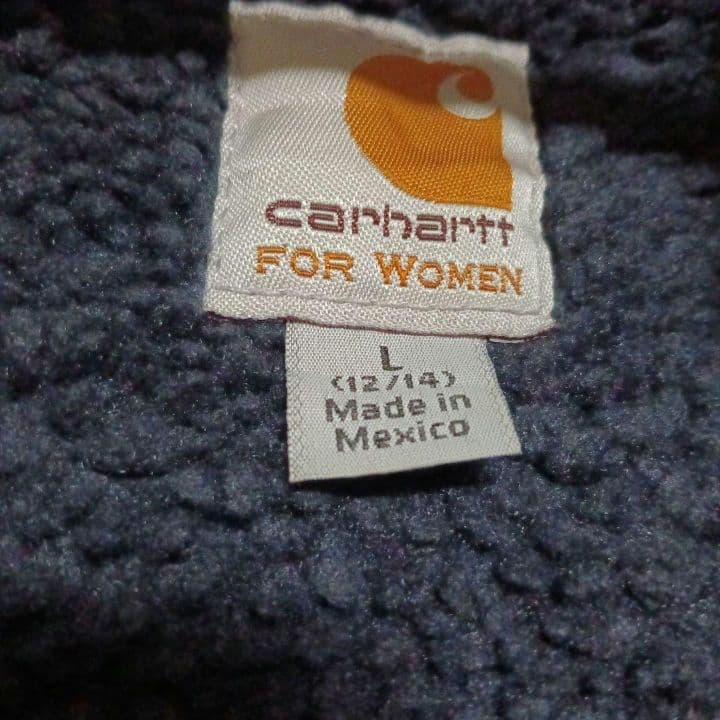 carhartt
FOR WOMEN
L
(12/14)
Made in
Mexico